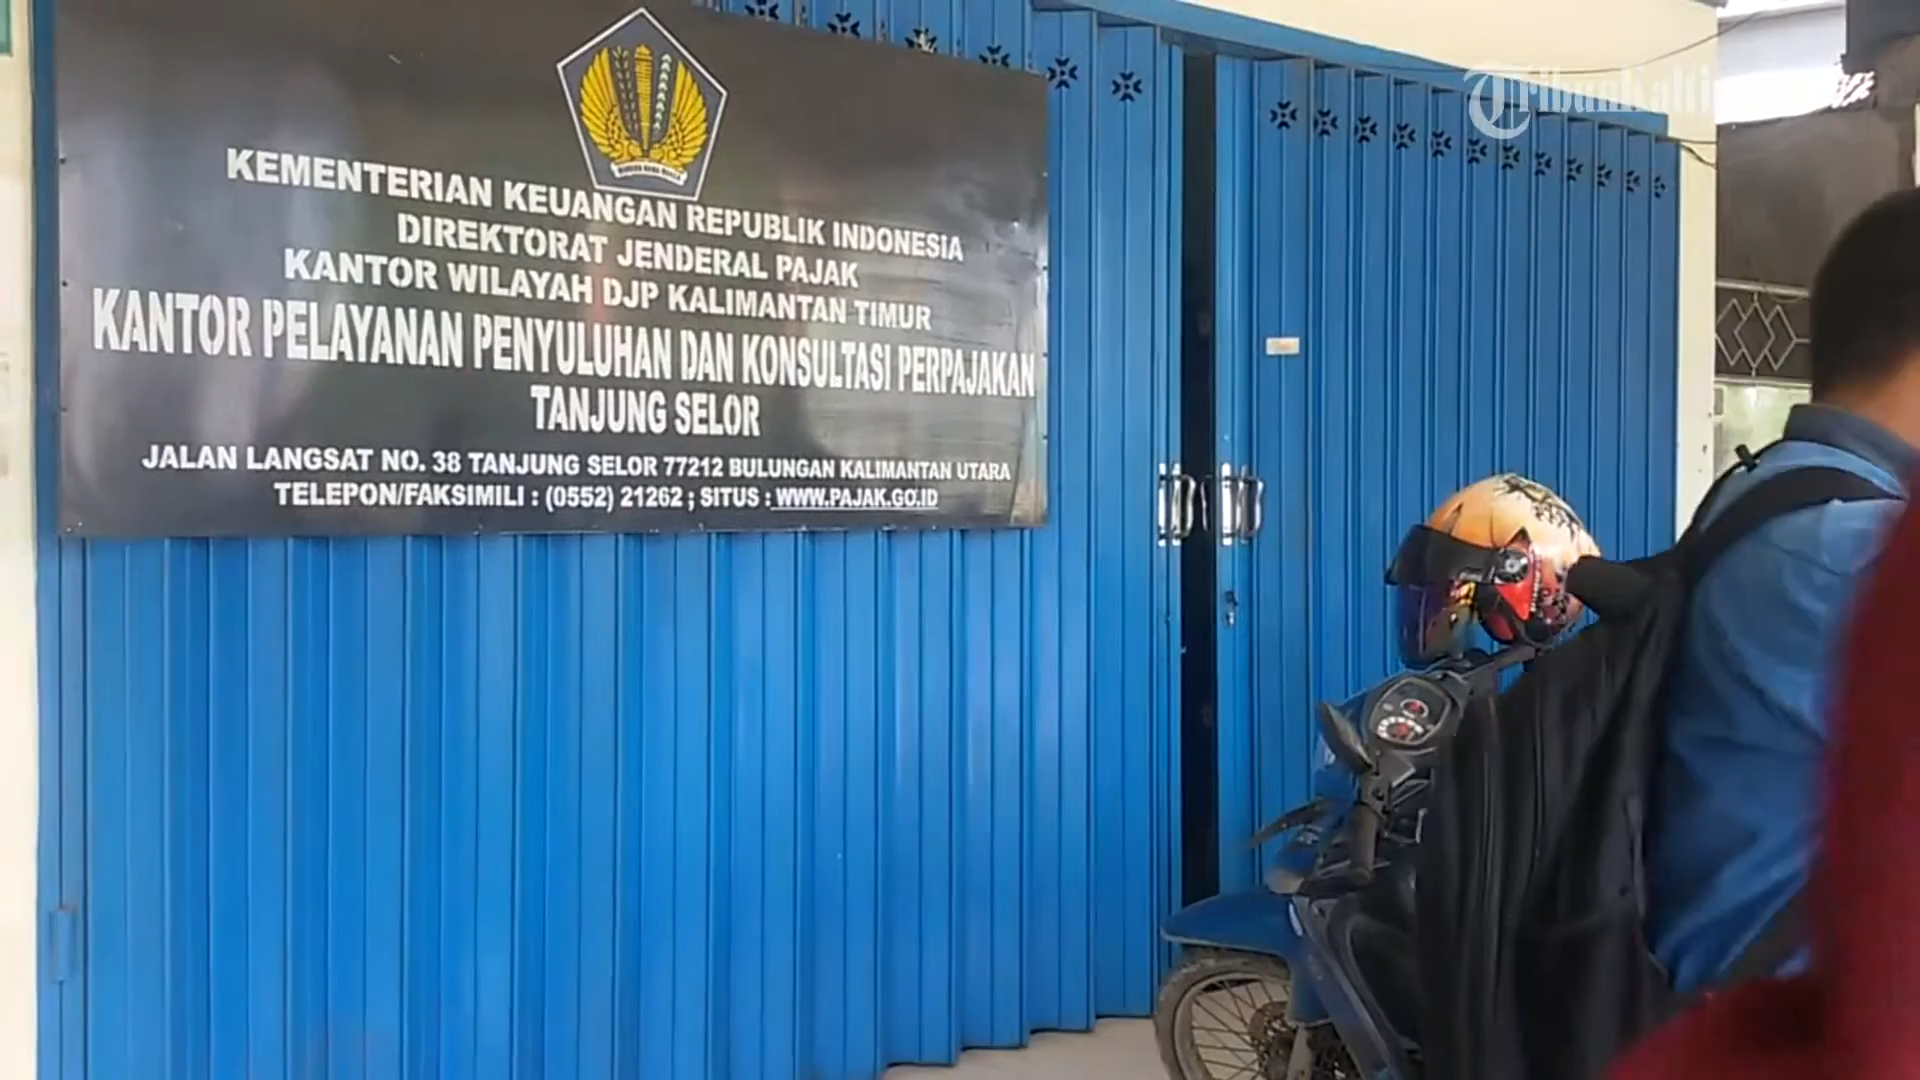 KEMENTERIAN KEUANGAN REPUBLIK INDONESIA
DIREKTORAT JENDERAL PAJAK
KANTOR WILAYAH DJP KALIMANTAN TIMUR
KANTOR PELAYANAN PENYULUHAN DAN KONSULTASI PERPAJAKAN
TANJUNG SELOR
JALAN LANGSAT NO. 38 TANJUNG SELOR 77212 BULUNGAN KALIMANTAN UTARA
TELEPON/FAKSIMILI : (0552) 21262 ; SITUS : WWW.PAJAK.GO.ID